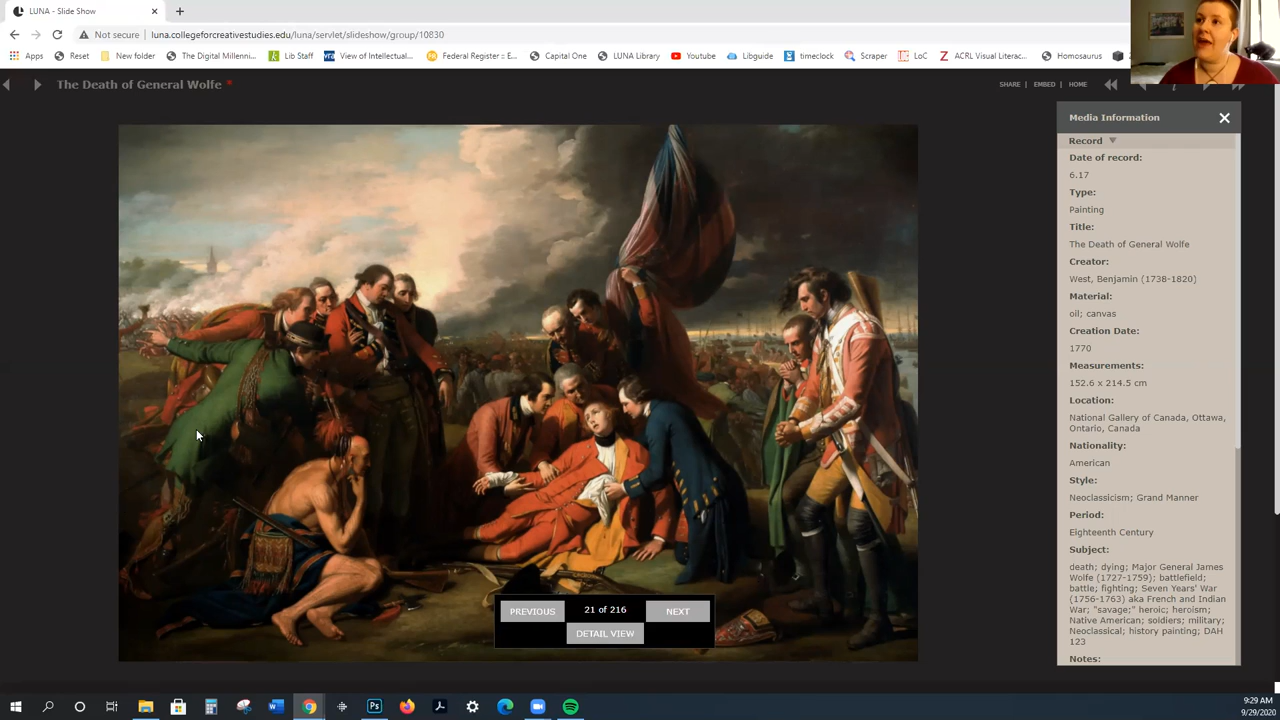 LUNA - Slide Show
Not secure | luna.collegeforcreativestudies.edu/luna/servlet/slideshow/group/10830
Apps Reset New folder The Digital Millenni... Lib Staff View of Intellectual... Federal Register :: E... Capital One LUNA Library Youtube Libguide timeclock Scraper LoC ACRL Visual Literac... Homosaurus
The Death of General Wolfe *
SHARE | EMBED | HOME
Media Information
Record
Date of record:
6.17
Type:
Painting
Title:
The Death of General Wolfe
Creator:
West, Benjamin (1738-1820)
Material:
oil; canvas
Creation Date:
1770
Measurements:
152.6 x 214.5 cm
Location:
National Gallery of Canada, Ottawa,
Ontario, Canada
Nationality:
American
Style:
Neoclassicism; Grand Manner
Period:
Eighteenth Century
Subject:
death; dying; Major General James
Wolfe (1727-1759); battlefield;
battle; fighting; Seven Years' War
(1756-1763) aka French and Indian
War; "savage;" heroic; heroism;
Native American; soldiers; military;
Neoclassical; history painting; DAH
123
Notes:
PREVIOUS 21 of 216 NEXT
DETAIL VIEW
9:29 AM
9/29/2020